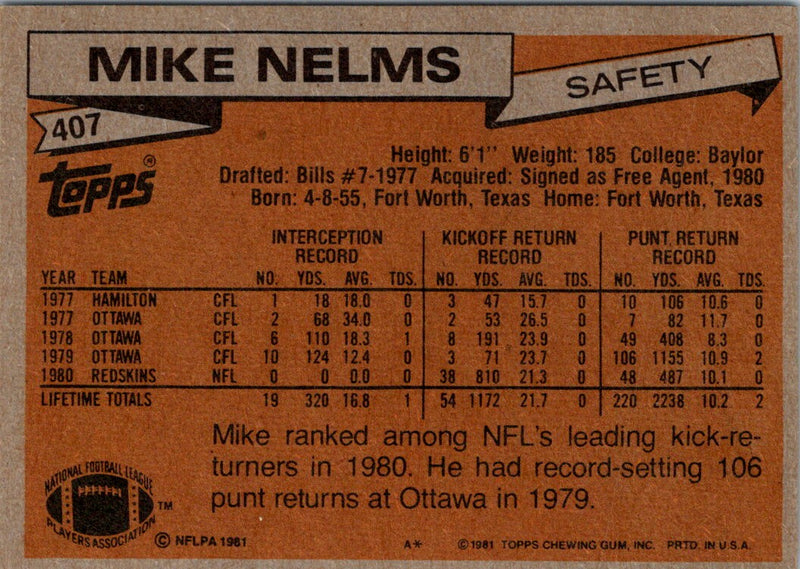 MIKE NELMS
SAFETY
407
TOPPS®
Height: 6'1" Weight: 185 College: Baylor
Drafted: Bills #7-1977 Acquired: Signed as Free Agent, 1980
Born: 4-8-55, Fort Worth, Texas Home: Fort Worth, Texas
INTERCEPTION RECORD KICKOFF RETURN RECORD PUNT RETURN RECORD
YEAR TEAM NO. YDS. AVG. TDS. NO. YDS. AVG. TDS. NO. YDS. AVG. TDS.
1977 HAMILTON CFL 1 18 18.0 0 3 47 15.7 0 10 106 10.6 0
1977 OTTAWA CFL 2 68 34.0 0 2 53 26.5 0 7 82 11.7 0
1978 OTTAWA CFL 6 110 18.3 1 8 191 23.9 0 49 408 8.3 0
1979 OTTAWA CFL 10 124 12.4 0 3 71 23.7 0 106 1155 10.9 2
1980 REDSKINS NFL 0 0 0.0 0 38 810 21.3 0 48 487 10.1 0
LIFETIME TOTALS 19 320 16.8 1 54 1172 21.7 0 220 2238 10.2 2
Mike ranked among NFL's leading kick-re-
turners in 1980. He had record-setting 106
punt returns at Ottawa in 1979.
NATIONAL FOOTBALL LEAGUE
PLAYERS ASSOCIATION
TM
© NFLPA 1981
A* © 1981 TOPPS CHEWING GUM, INC. PRTD. IN U.S.A.